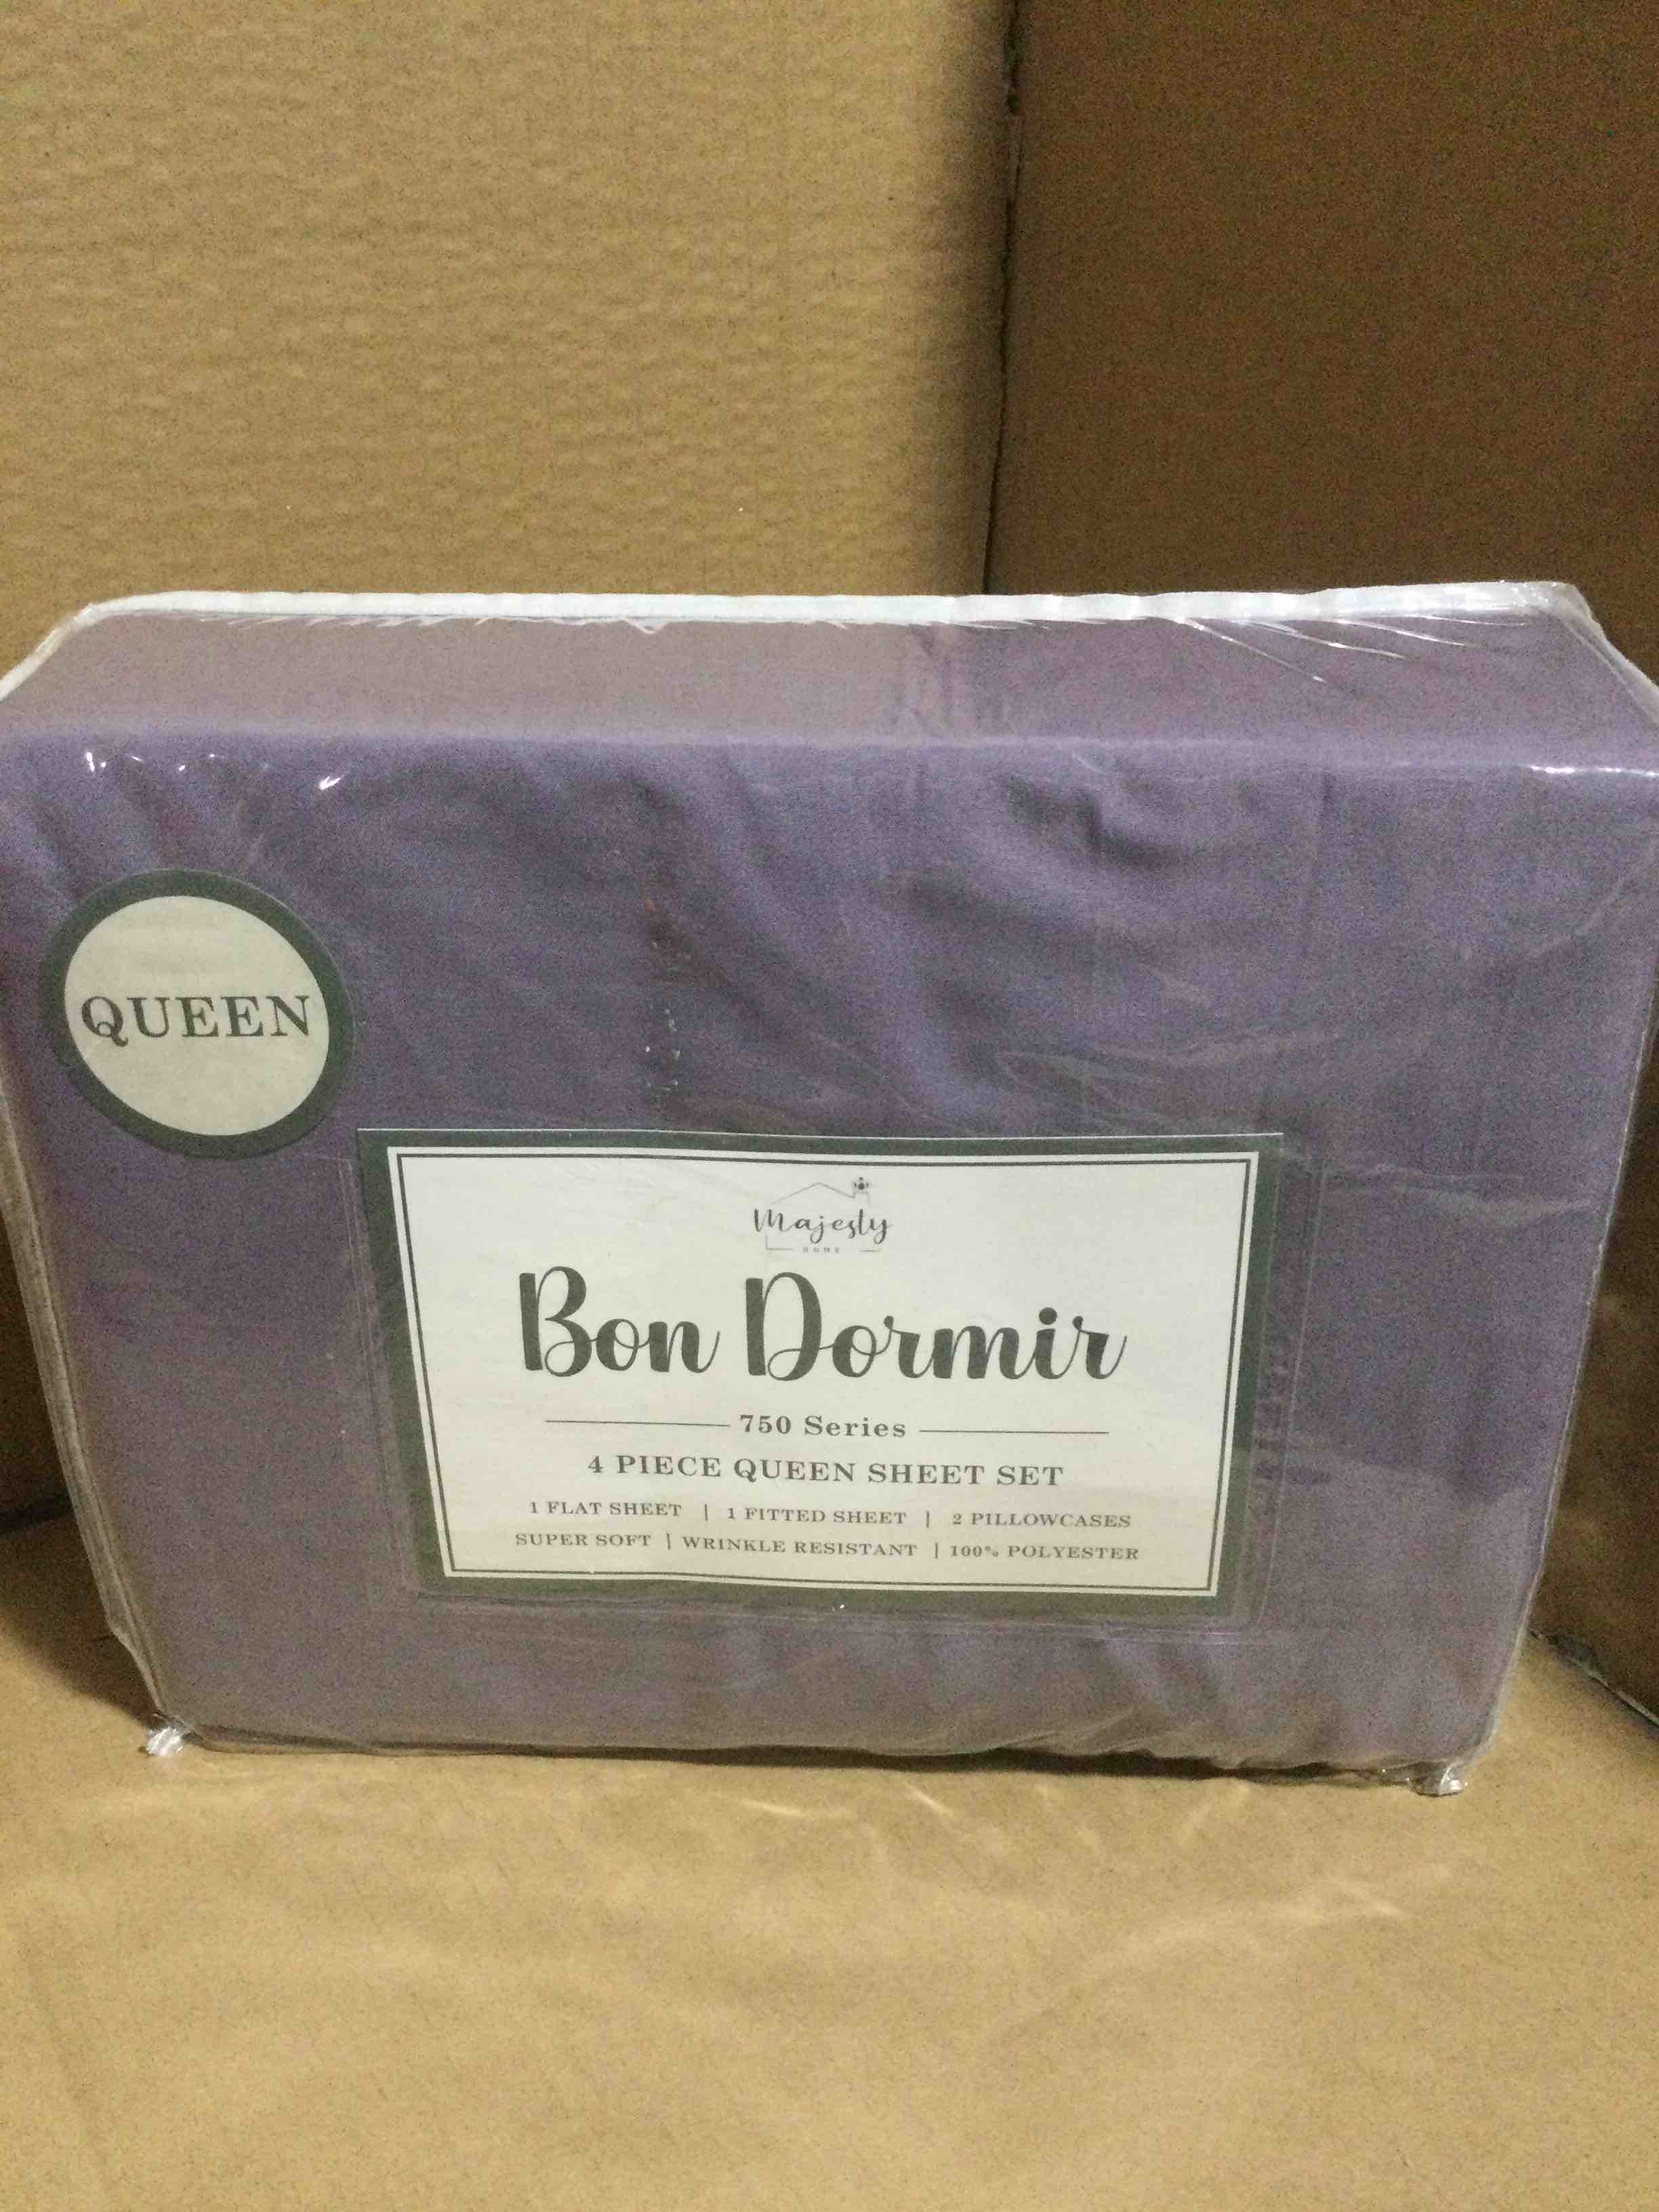 QUEEN
Majesty
HOME
Bon Dormir
750 Series
4 PIECE QUEEN SHEET SET
1 FLAT SHEET | 1 FITTED SHEET | 2 PILLOWCASES
SUPER SOFT | WRINKLE RESISTANT | 100% POLYESTER